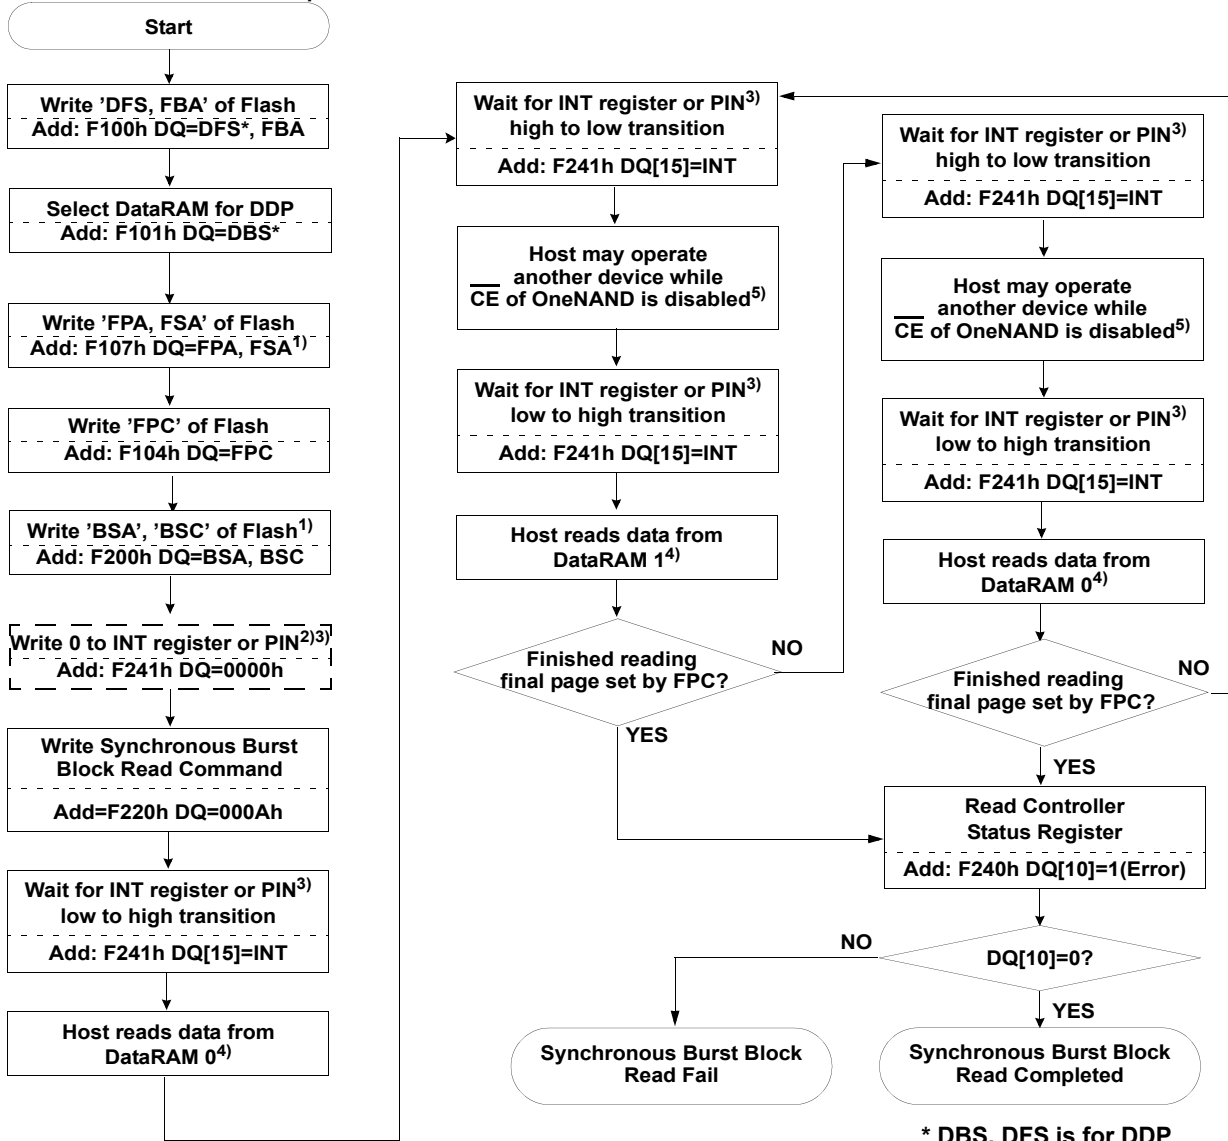 Start
Write ’DFS, FBA’ of Flash
Add: F100h DQ=DFS*, FBA
Select DataRAM for DDP
Add: F101h DQ=DBS*
Write ’FPA, FSA’ of Flash
Add: F107h DQ=FPA, FSA1)
Write ’FPC’ of Flash
Add: F104h DQ=FPC
Write ’BSA’, ’BSC’ of Flash1)
Add: F200h DQ=BSA, BSC
Write 0 to INT register or PIN2)3)
Add: F241h DQ=0000h
Write Synchronous Burst
Block Read Command
Add=F220h DQ=000Ah
Wait for INT register or PIN3)
low to high transition
Add: F241h DQ[15]=INT
Host reads data from
DataRAM 04)
Wait for INT register or PIN3)
high to low transition
Add: F241h DQ[15]=INT
Host may operate
another device while
CE of OneNAND is disabled5)
Wait for INT register or PIN3)
low to high transition
Add: F241h DQ[15]=INT
Host reads data from
DataRAM 14)
Finished reading
final page set by FPC?
NO
YES
Wait for INT register or PIN3)
high to low transition
Add: F241h DQ[15]=INT
Host may operate
another device while
CE of OneNAND is disabled5)
Wait for INT register or PIN3)
low to high transition
Add: F241h DQ[15]=INT
Host reads data from
DataRAM 04)
Finished reading
final page set by FPC?
NO
YES
Read Controller
Status Register
Add: F240h DQ[10]=1(Error)
DQ[10]=0?
NO
YES
Synchronous Burst Block
Read Fail
Synchronous Burst Block
Read Completed
* DBS, DFS is for DDP